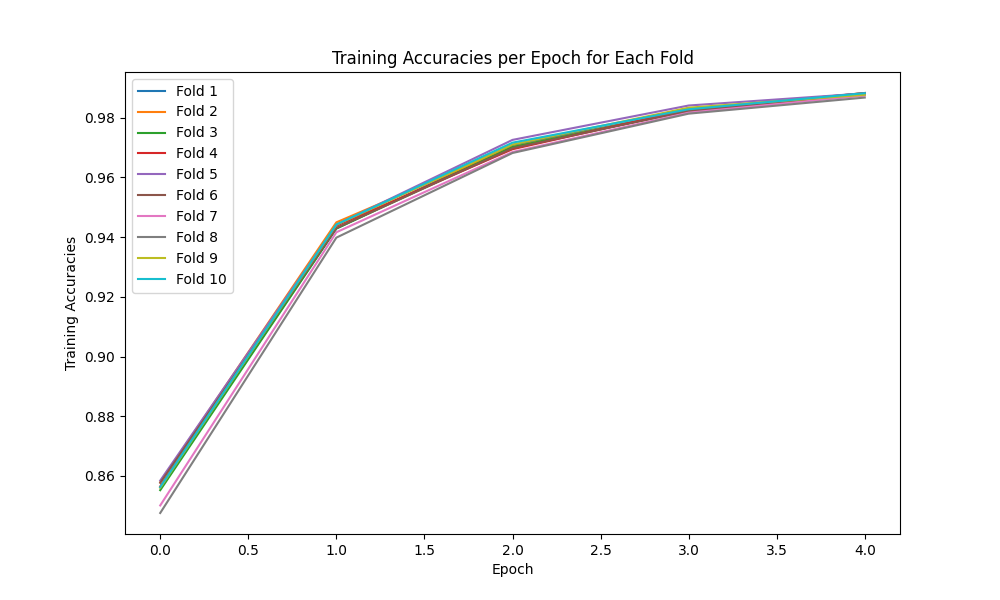 Training Accuracies per Epoch for Each Fold
Fold 1
Fold 2
Fold 3
Fold 4
Fold 5
Fold 6
Fold 7
Fold 8
Fold 9
Fold 10
Training Accuracies
0.98
0.96
0.94
0.92
0.90
0.88
0.86
0.0 0.5 1.0 1.5 2.0 2.5 3.0 3.5 4.0
Epoch